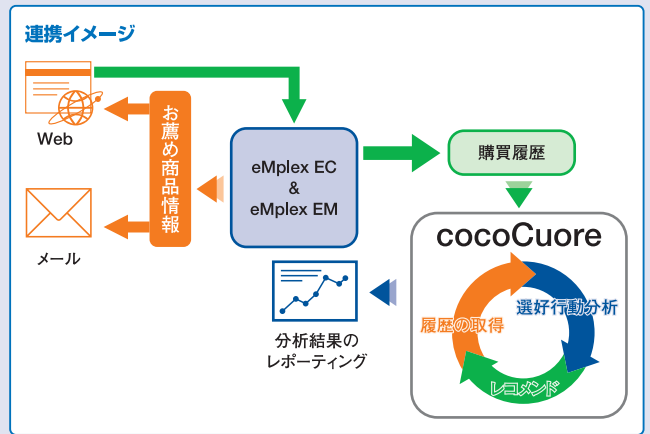 連携イメージ
Web
お薦め商品情報
メール
eMplex EC
&
eMplex EM
購買履歴
cocoCuore
選好行動分析
履歴の取得
レコメンド
分析結果の
レポーティング